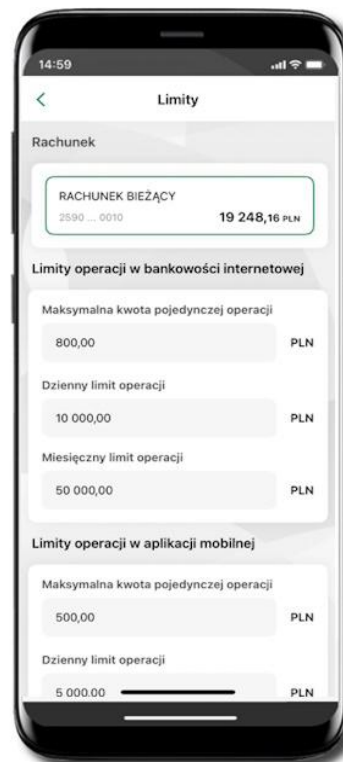 14:59
Limity
Rachunek
RACHUNEK BIEŻĄCY
2590 ... 0010 19 248,16 PLN
Limity operacji w bankowości internetowej
Maksymalna kwota pojedynczej operacji
800,00 PLN
Dzienny limit operacji
10 000,00 PLN
Miesięczny limit operacji
50 000,00 PLN
Limity operacji w aplikacji mobilnej
Maksymalna kwota pojedynczej operacji
500,00 PLN
Dzienny limit operacji
5 000,00 PLN